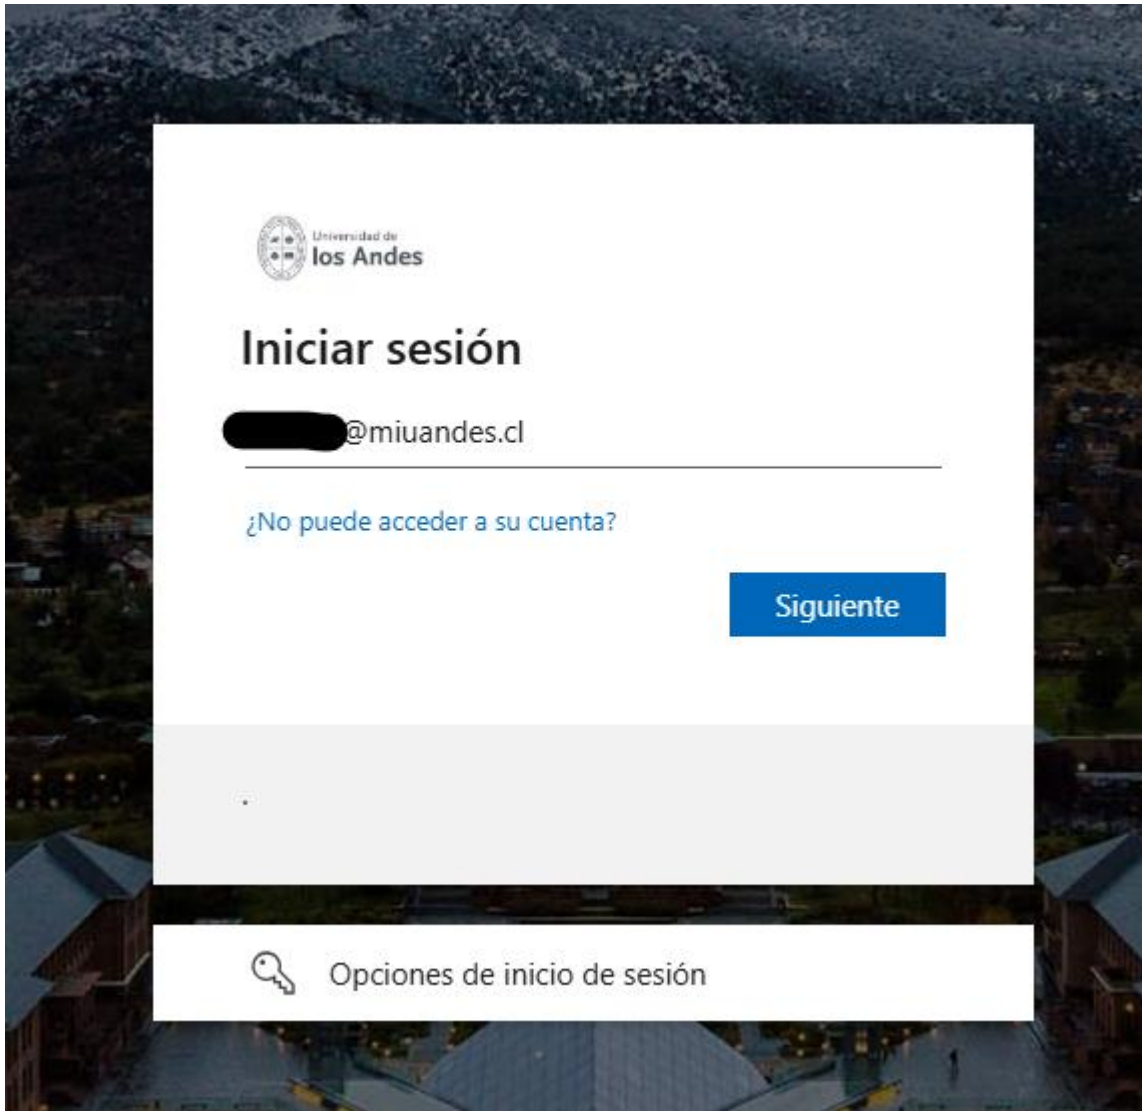 Universidad de
los Andes
Iniciar sesión
@miuandes.cl
¿No puede acceder a su cuenta?
Siguiente
.
Opciones de inicio de sesión